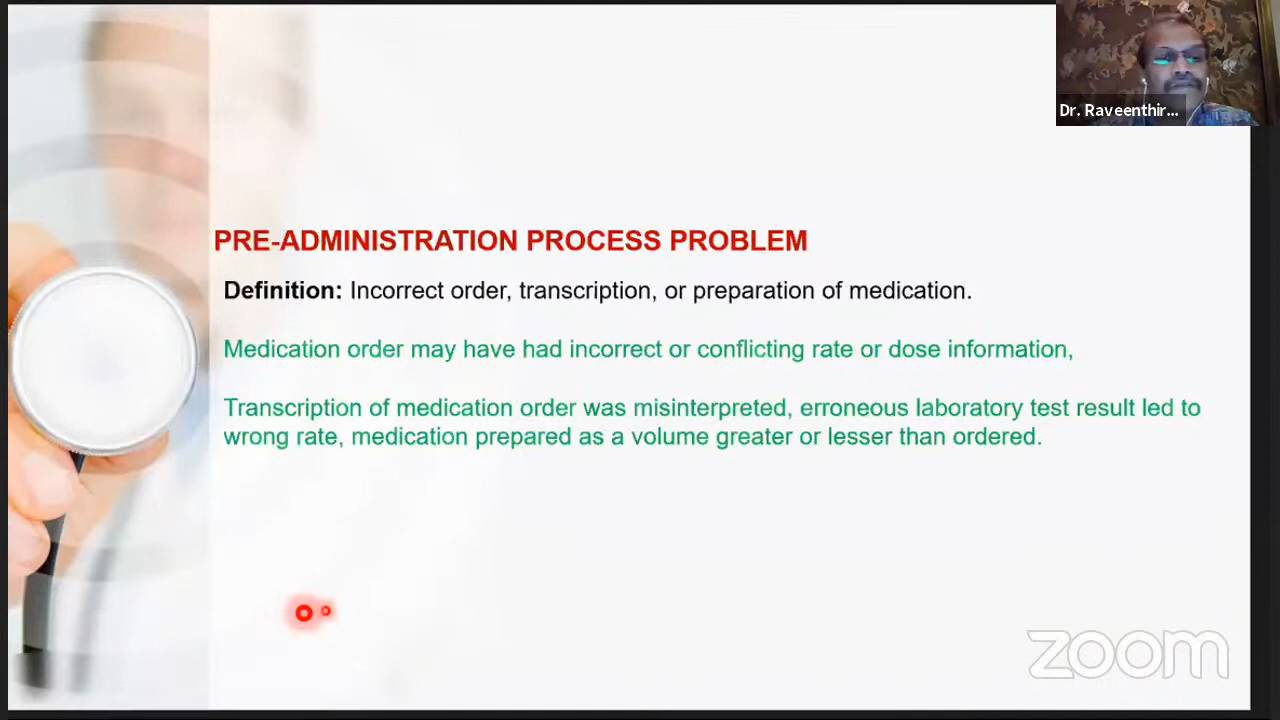 Dr. Raveenthir...
PRE-ADMINISTRATION PROCESS PROBLEM
Definition: Incorrect order, transcription, or preparation of medication.
Medication order may have had incorrect or conflicting rate or dose information,
Transcription of medication order was misinterpreted, erroneous laboratory test result led to
wrong rate, medication prepared as a volume greater or lesser than ordered.
zoom